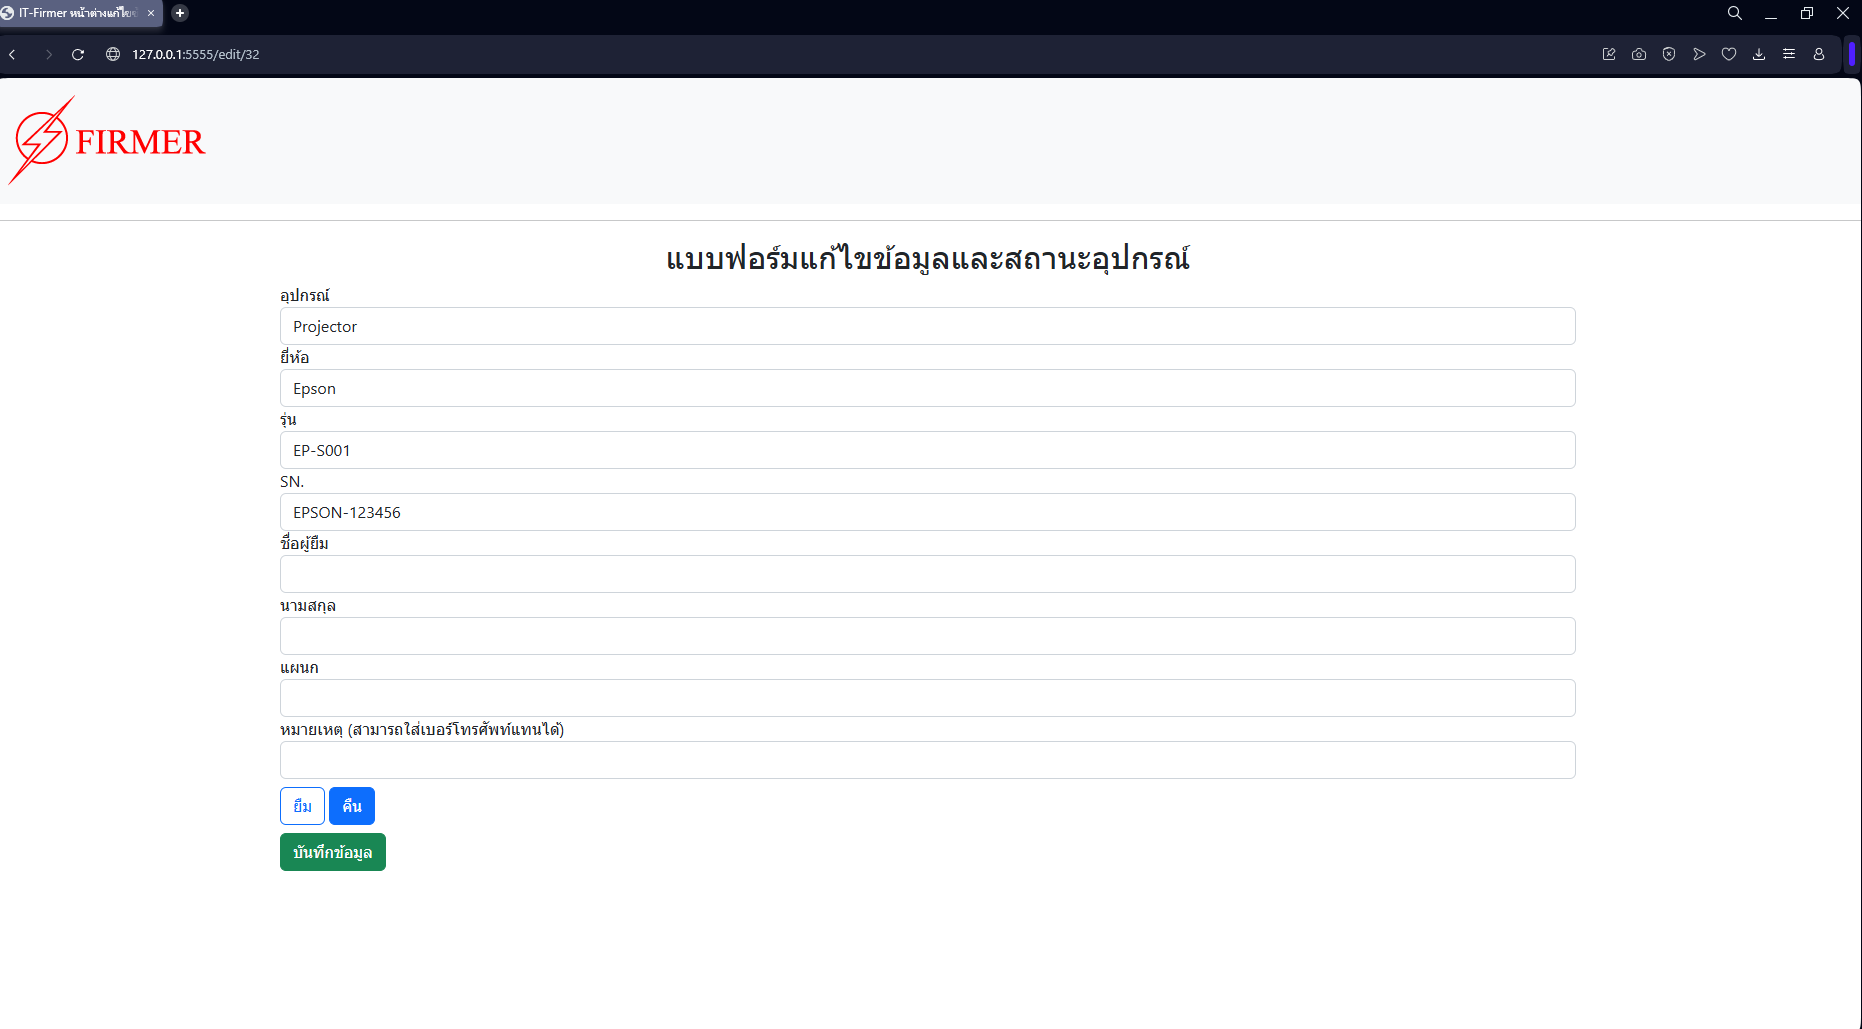 IT-Firmer หน้าต่างแก้ไข
127.0.0.1:5555/edit/32
FIRMER
แบบฟอร์มแก้ไขข้อมูลและสถานะอุปกรณ์
อุปกรณ์
Projector
ยี่ห้อ
Epson
รุ่น
EP-S001
SN.
EPSON-123456
ชื่อผู้ยืม
นามสกุล
แผนก
หมายเหตุ (สามารถใส่เบอร์โทรศัพท์แทนได้)
ยืม คืน
บันทึกข้อมูล